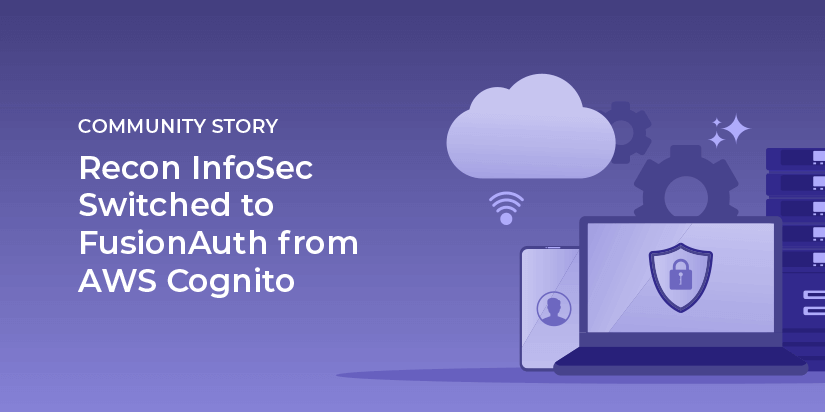 COMMUNITY STORY
Recon InfoSec
Switched to
FusionAuth from
AWS Cognito